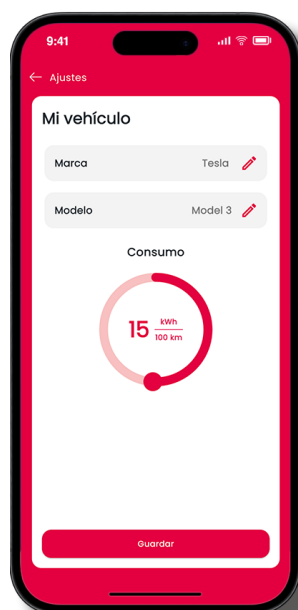 9:41
← Ajustes
Mi vehículo
Marca Tesla
Modelo Model 3
Consumo
15 kWh
100 km
Guardar